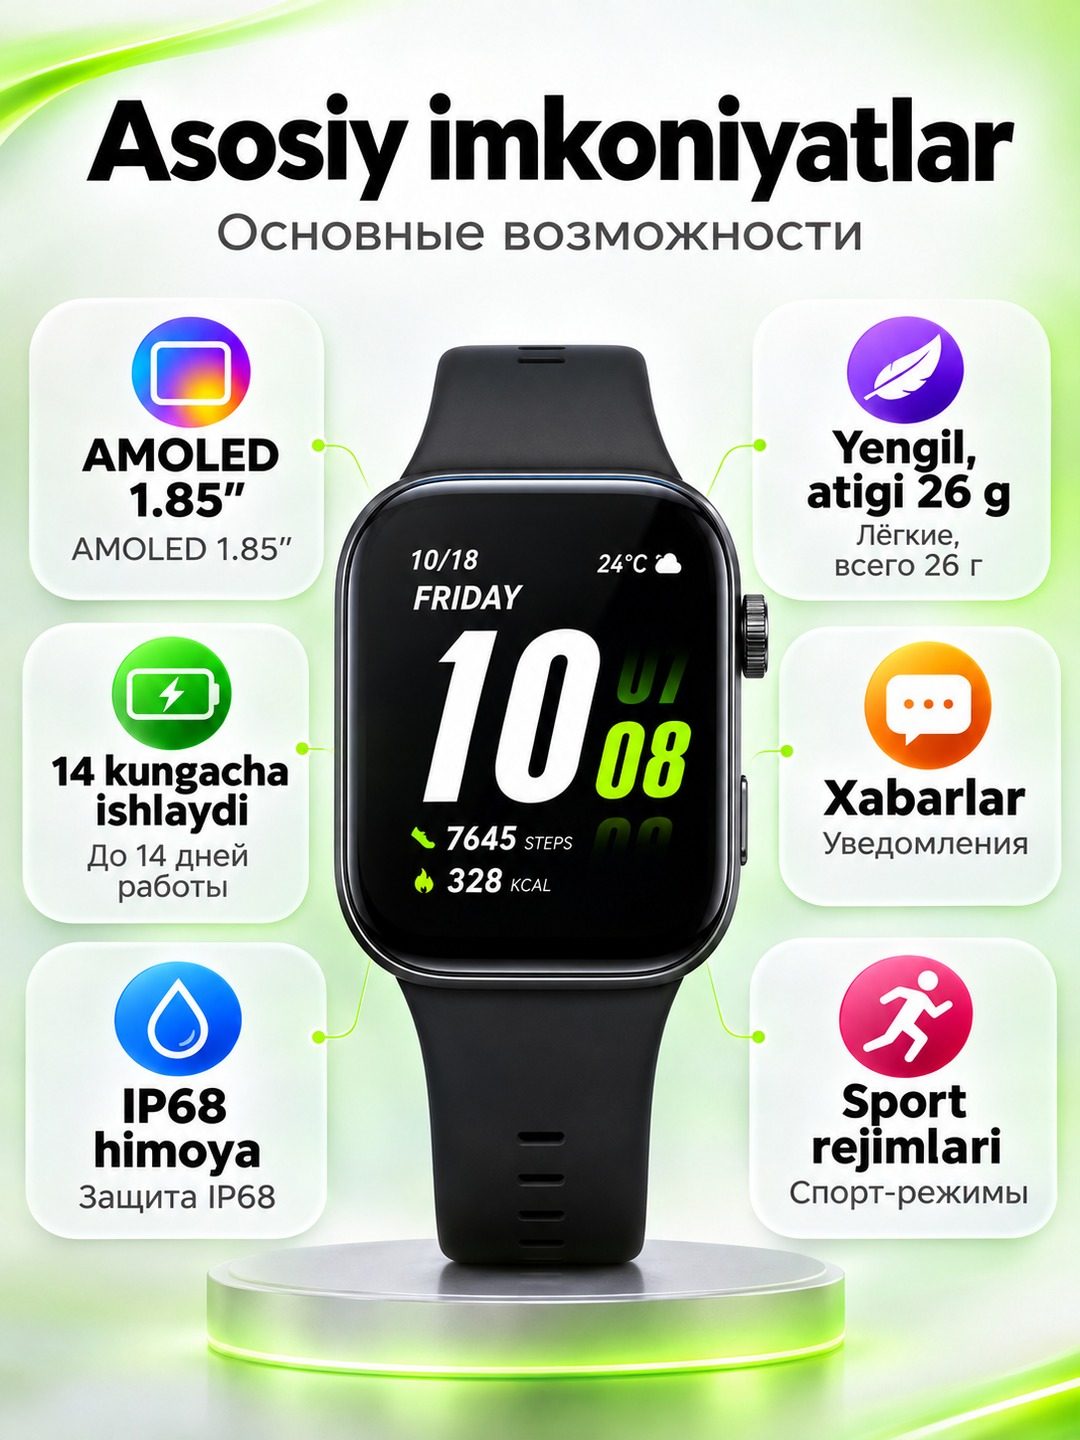 Asosiy imkoniyatlar
Основные возможности
AMOLED
1.85”
AMOLED 1.85”
Yengil,
atigi 26 g
Лёгкие,
всего 26 г
14 kungacha
ishlaydi
До 14 дней
работы
Xabarlar
Уведомления
IP68
himoya
Защита IP68
Sport
rejimlari
Спорт-режимы
10/18
24°C
FRIDAY
10
07
08
09
7645 STEPS
328 KCAL